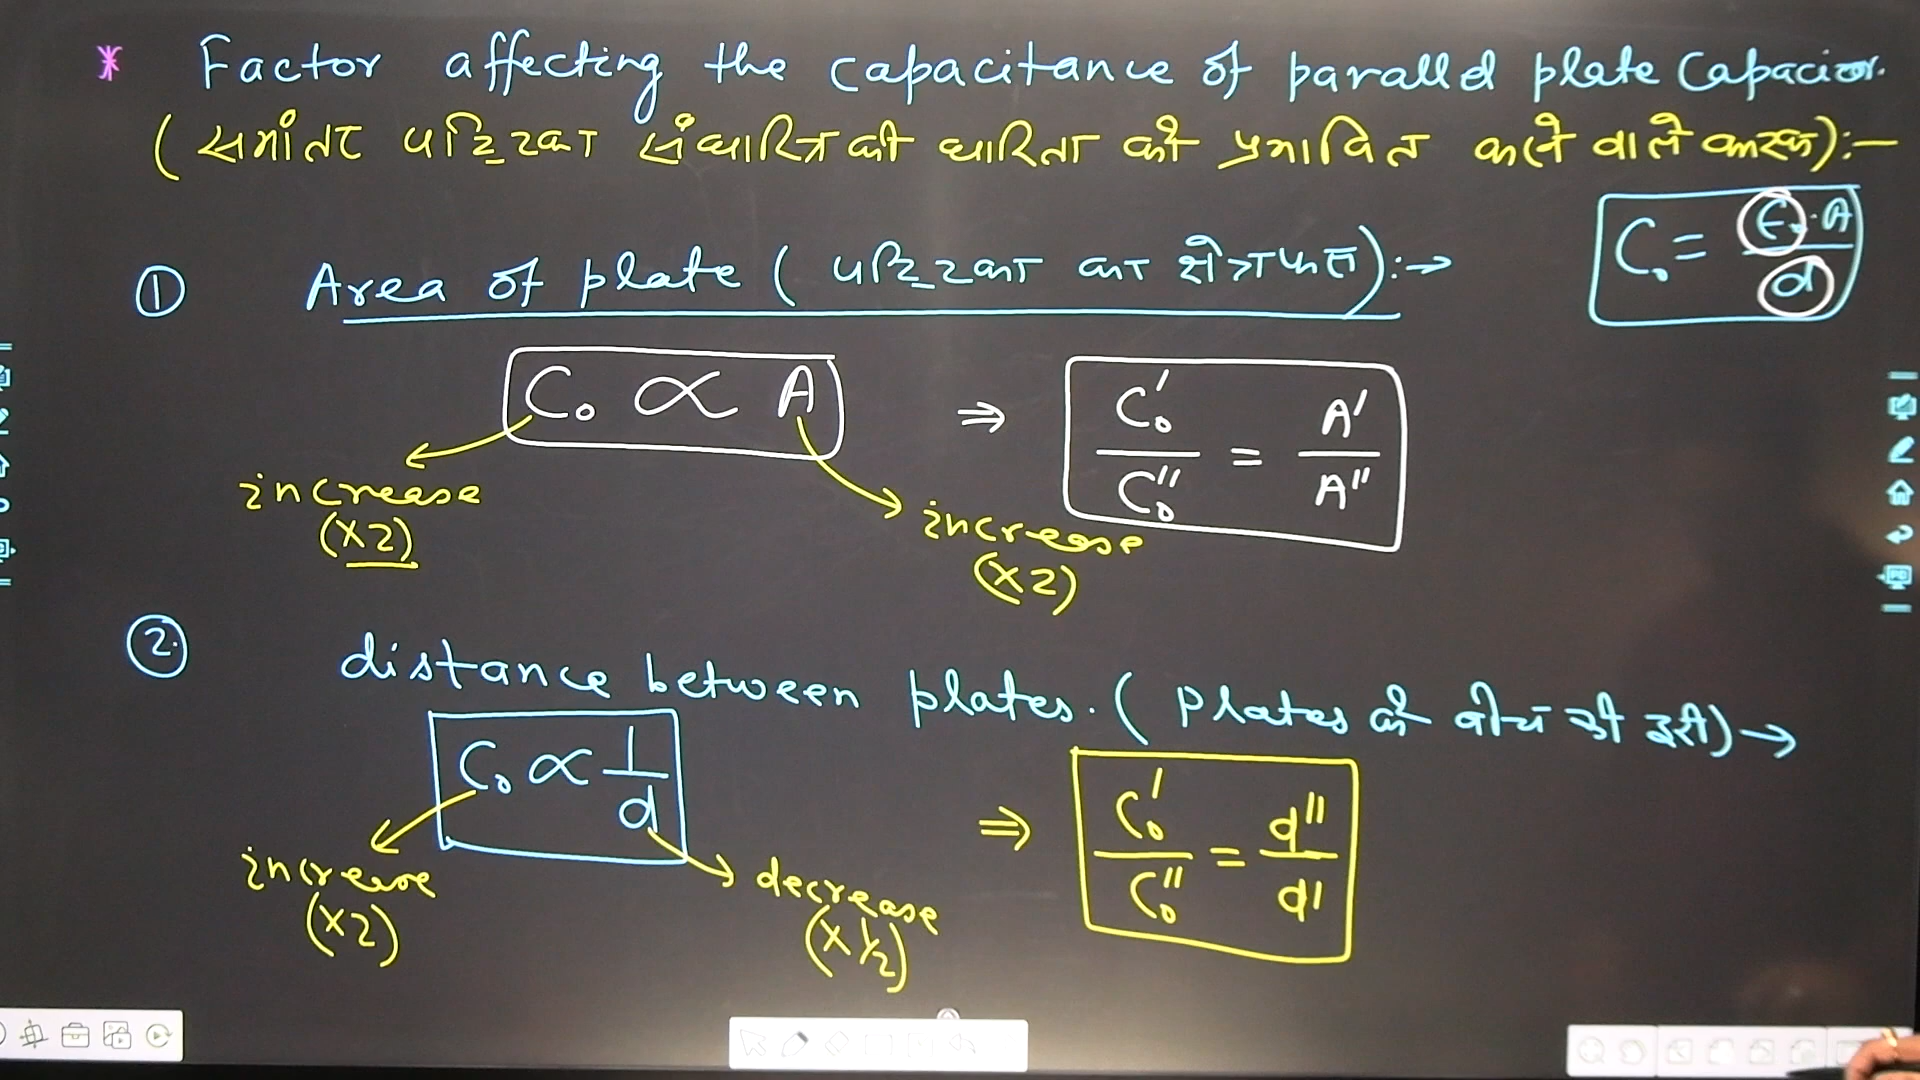 * Factor affecting the capacitance of parallel plate Capacitor.
( समांतर पट्टिका संधारित्र की धारिता को प्रभावित करने वाले कारक):-
C₀ = ε₀.A / d
① Area of plate ( पट्टिका का क्षेत्रफल):→
C₀ ∝ A ⇒ C₀' / C₀'' = A' / A''
increase (×2)
increase (×2)
② distance between plates. ( Plates के बीच की दूरी)→
C₀ ∝ 1/d ⇒ C₀' / C₀'' = d'' / d'
increase (×2)
decrease (×1/2)